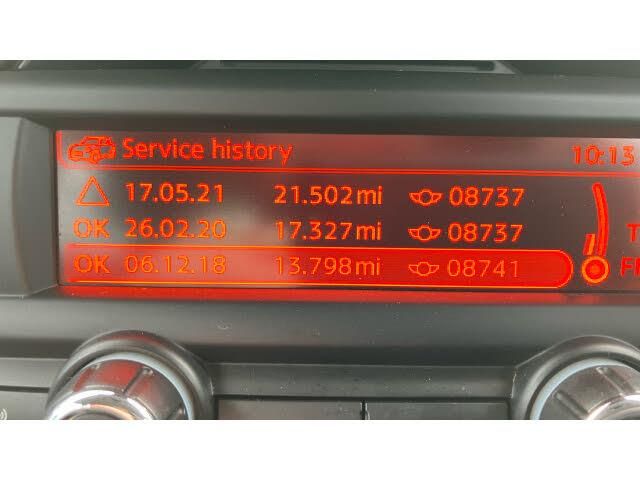 Service history 10:13
17.05.21 21.502mi 08737
OK 26.02.20 17.327mi 08737
OK 06.12.18 13.798mi 08741